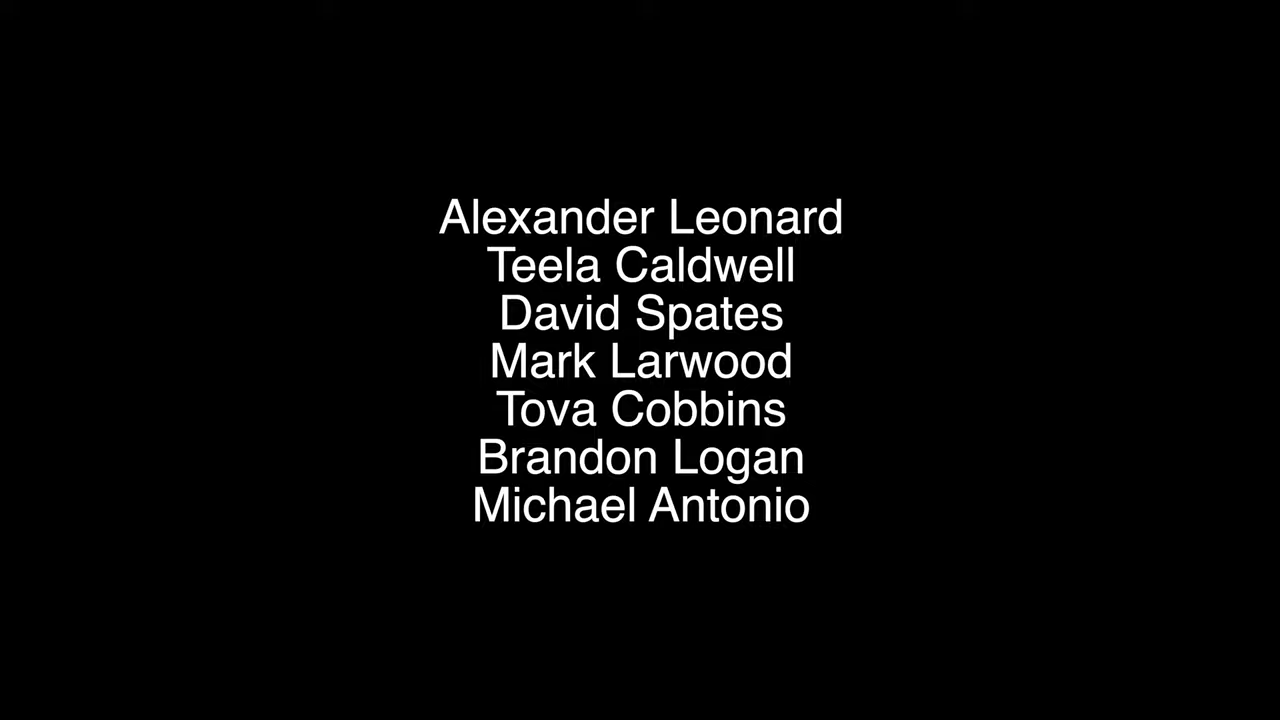 Alexander Leonard
Teela Caldwell
David Spates
Mark Larwood
Tova Cobbins
Brandon Logan
Michael Antonio